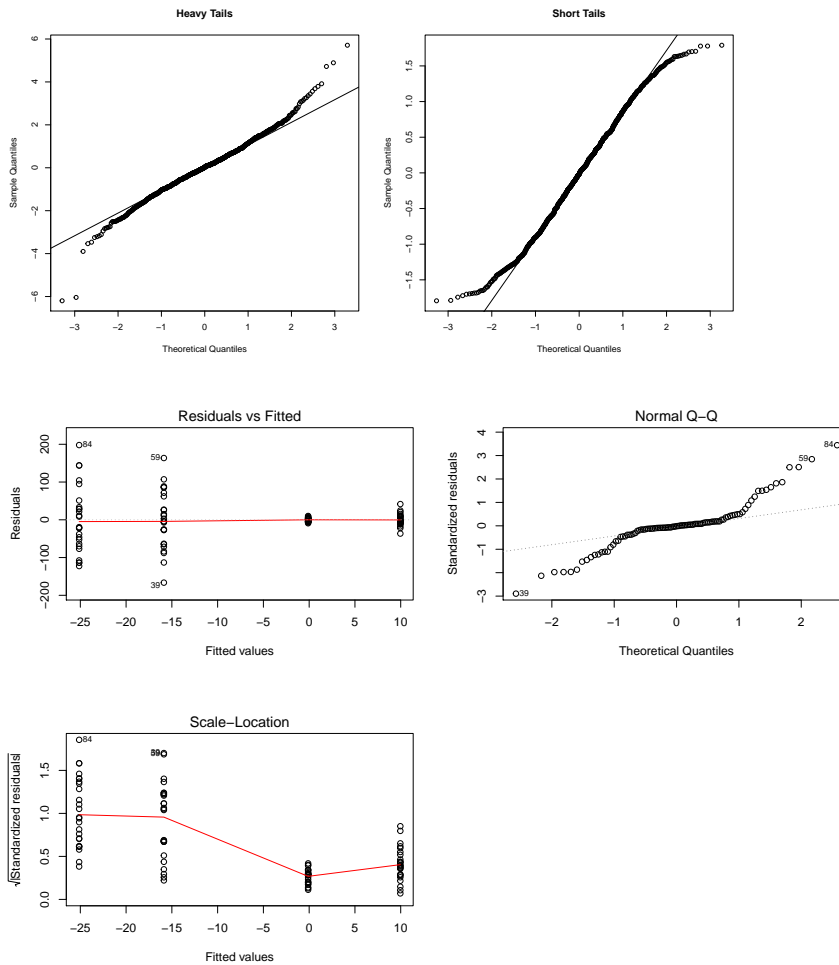 Heavy Tails
Sample Quantiles
6
4
2
0
−2
−4
−6
−3 −2 −1 0 1 2 3
Theoretical Quantiles
Short Tails
Sample Quantiles
1.5
1.0
0.5
0.0
−0.5
−1.0
−1.5
−3 −2 −1 0 1 2 3
Theoretical Quantiles
Residuals vs Fitted
Residuals
200
100
0
−100
−200
84
59
39
−25 −20 −15 −10 −5 0 5 10
Fitted values
Normal Q−Q
Standardized residuals
4
3
2
1
0
−1
−3
84
59
39
−2 −1 0 1 2
Theoretical Quantiles
Scale−Location
√|Standardized residuals|
1.5
1.0
0.5
0.0
84
−25 −20 −15 −10 −5 0 5 10
Fitted values